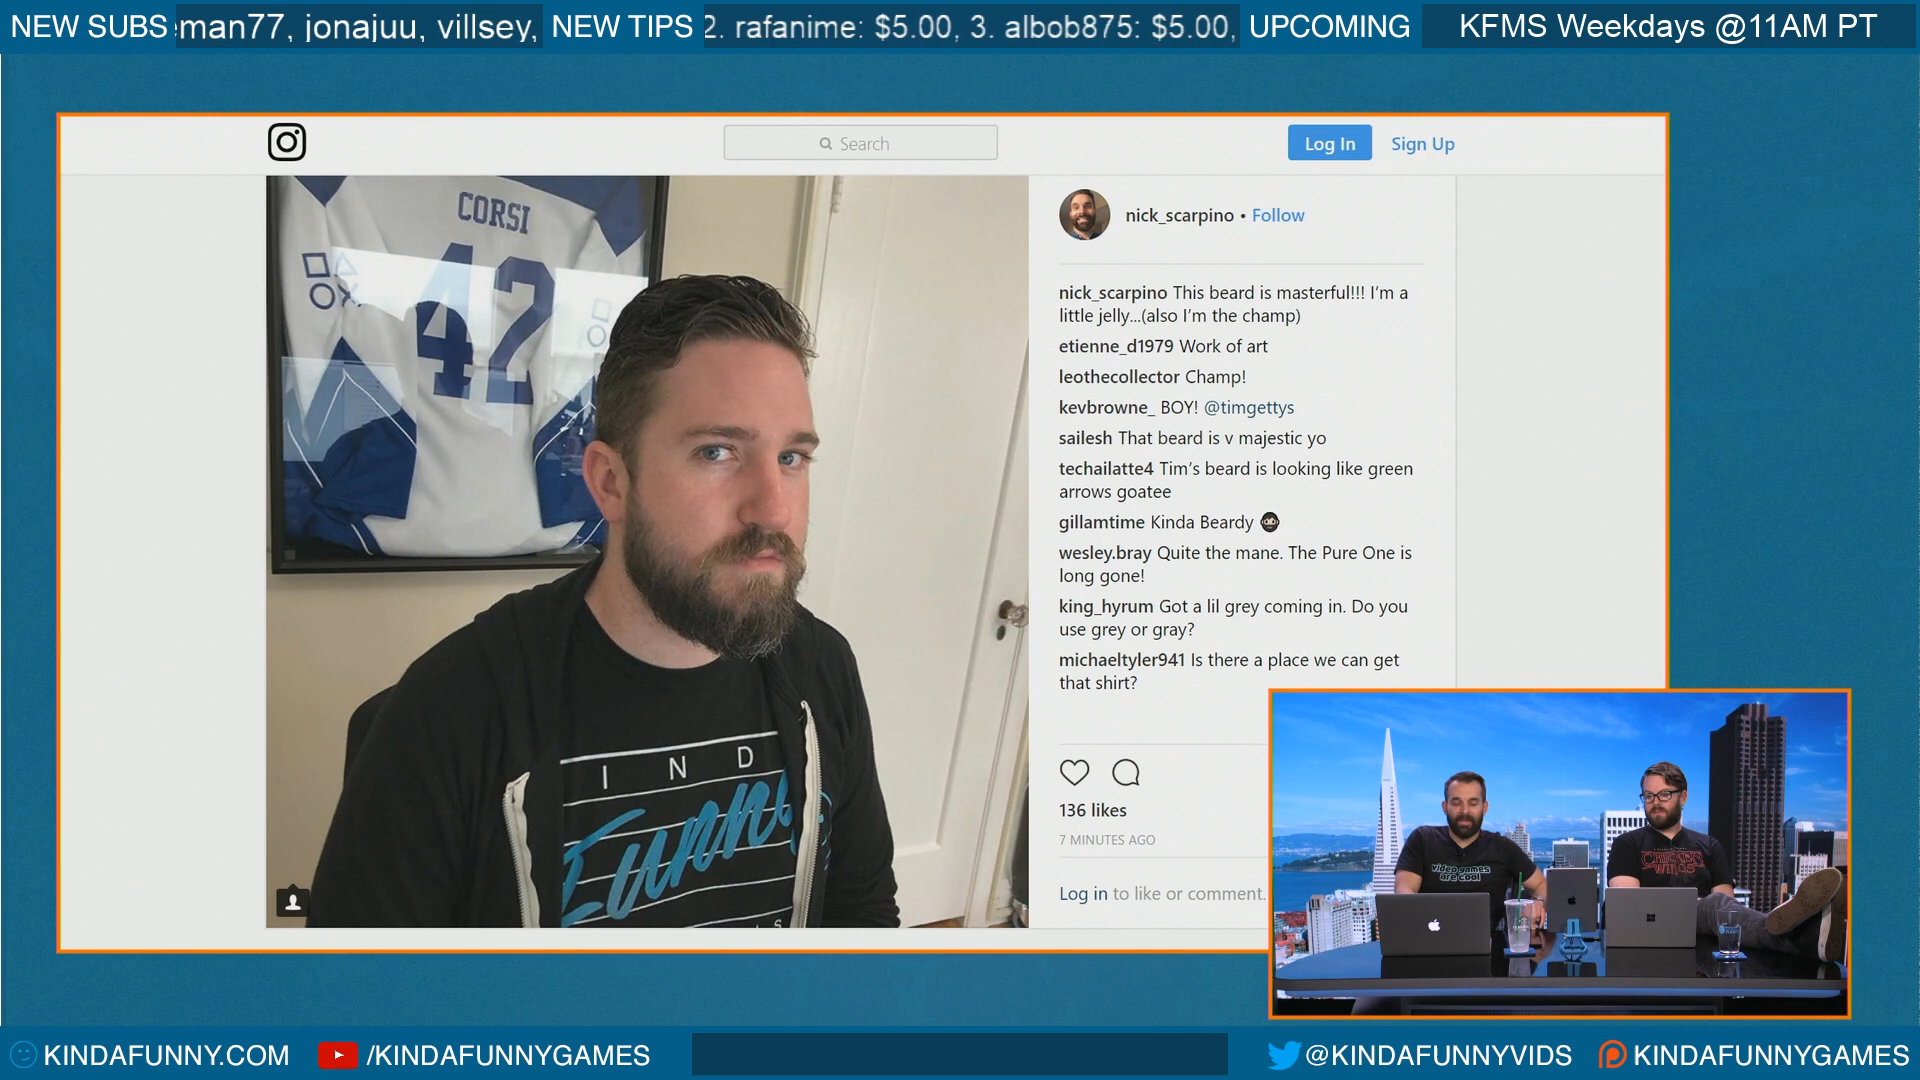 NEW SUBS
man77, jonajuu, villsey,
NEW TIPS
2. rafanime: $5.00, 3. albob875: $5.00,
UPCOMING
KFMS Weekdays @11AM PT
Search
Log In
Sign Up
CORSI
42
nick_scarpino • Follow
nick_scarpino This beard is masterful!!! I'm a
little jelly...(also I'm the champ)
etienne_d1979 Work of art
leothecollector Champ!
kevbrowne_ BOY! @timgettys
sailesh That beard is v majestic yo
techailatte4 Tim's beard is looking like green
arrows goatee
gillamtime Kinda Beardy
wesley.bray Quite the mane. The Pure One is
long gone!
king_hyrum Got a lil grey coming in. Do you
use grey or gray?
michaeltyler941 Is there a place we can get
that shirt?
I N D
Funny
136 likes
7 MINUTES AGO
Log in to like or comment.
video games
are cool
KINDAFUNNY.COM
/KINDAFUNNYGAMES
@KINDAFUNNYVIDS
KINDAFUNNYGAMES